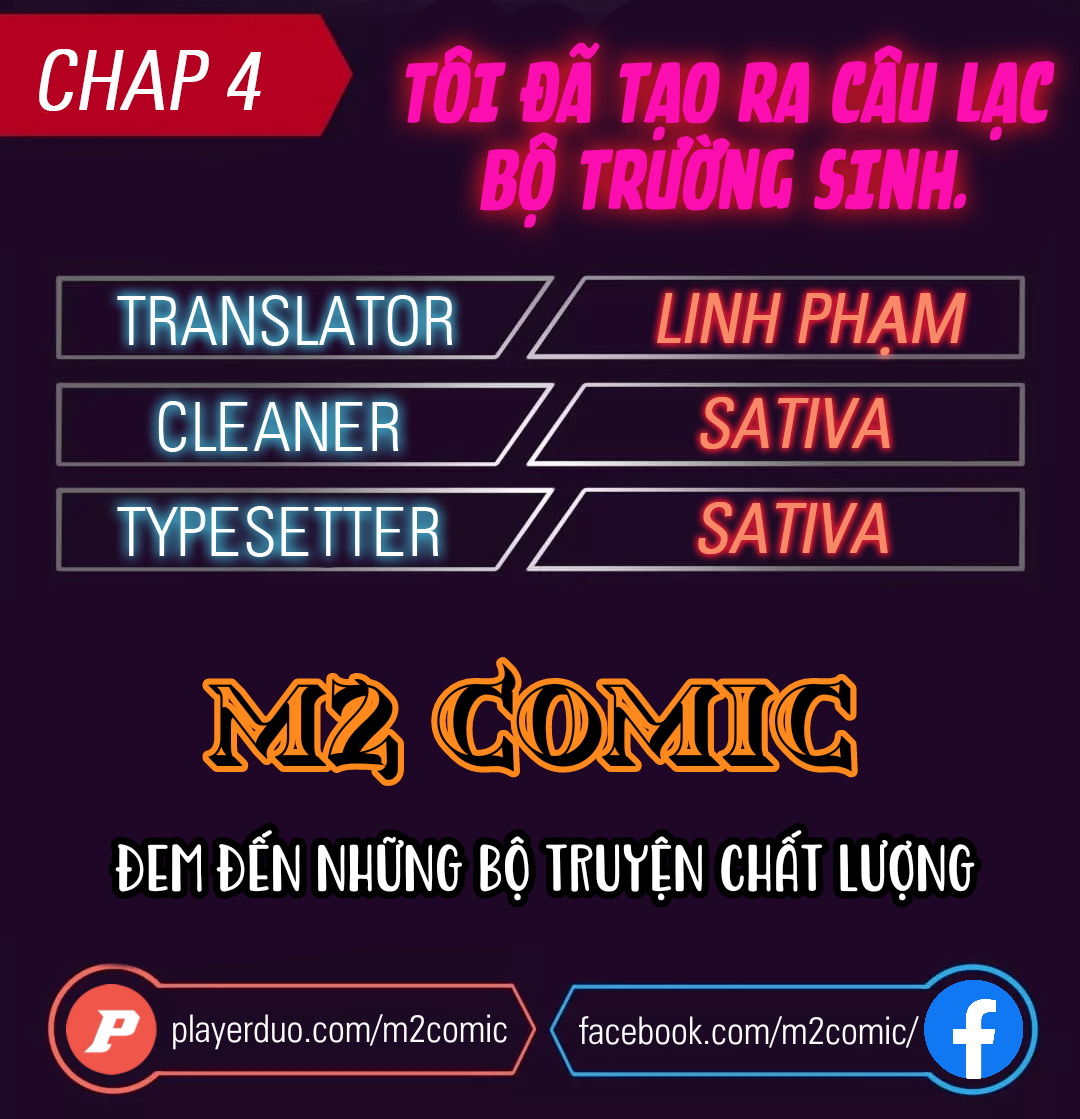 CHAP 4
TÔI ĐÃ TẠO RA CÂU LẠC
BỘ TRƯỜNG SINH.
TRANSLATOR
LINH PHẠM
CLEANER
SATIVA
TYPESETTER
SATIVA
M2 COMIC
ĐEM ĐẾN NHỮNG BỘ TRUYỆN CHẤT LƯỢNG
P
playerduo.com/m2comic
facebook.com/m2comic/
f